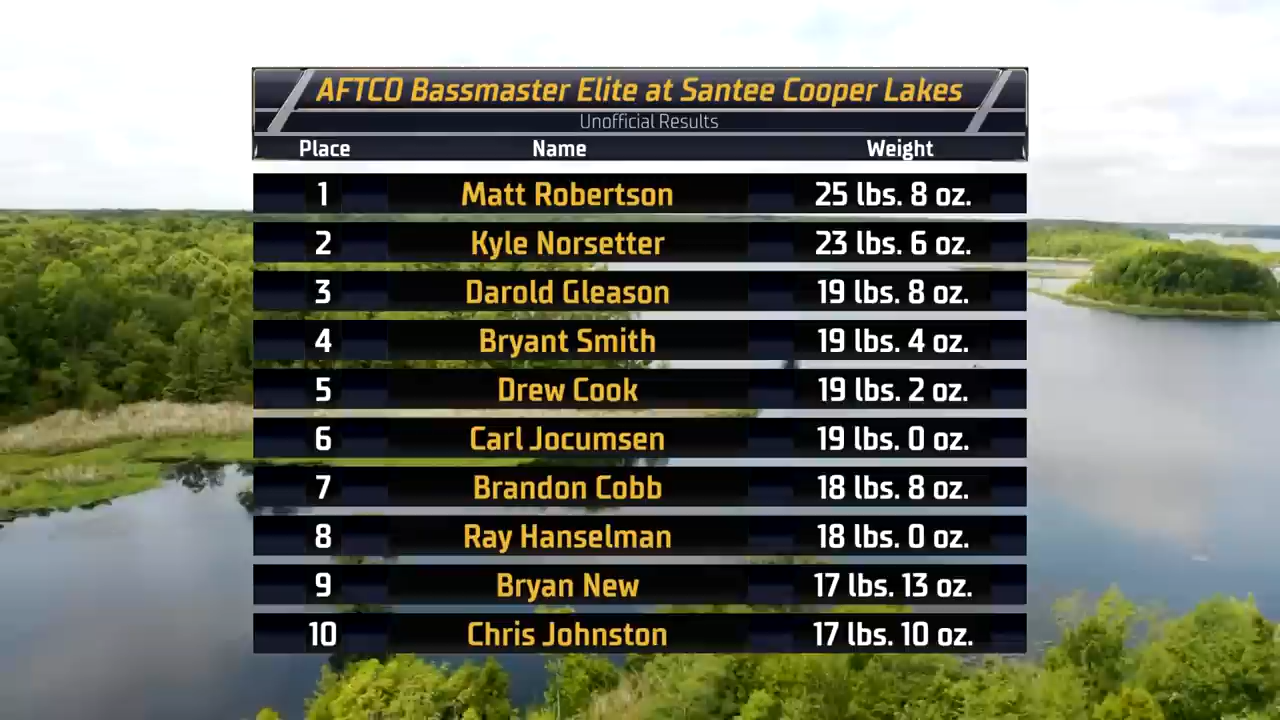 AFTCO Bassmaster Elite at Santee Cooper Lakes
Unofficial Results
Place Name Weight
1 Matt Robertson 25 lbs. 8 oz.
2 Kyle Norsetter 23 lbs. 6 oz.
3 Darold Gleason 19 lbs. 8 oz.
4 Bryant Smith 19 lbs. 4 oz.
5 Drew Cook 19 lbs. 2 oz.
6 Carl Jocumsen 19 lbs. 0 oz.
7 Brandon Cobb 18 lbs. 8 oz.
8 Ray Hanselman 18 lbs. 0 oz.
9 Bryan New 17 lbs. 13 oz.
10 Chris Johnston 17 lbs. 10 oz.